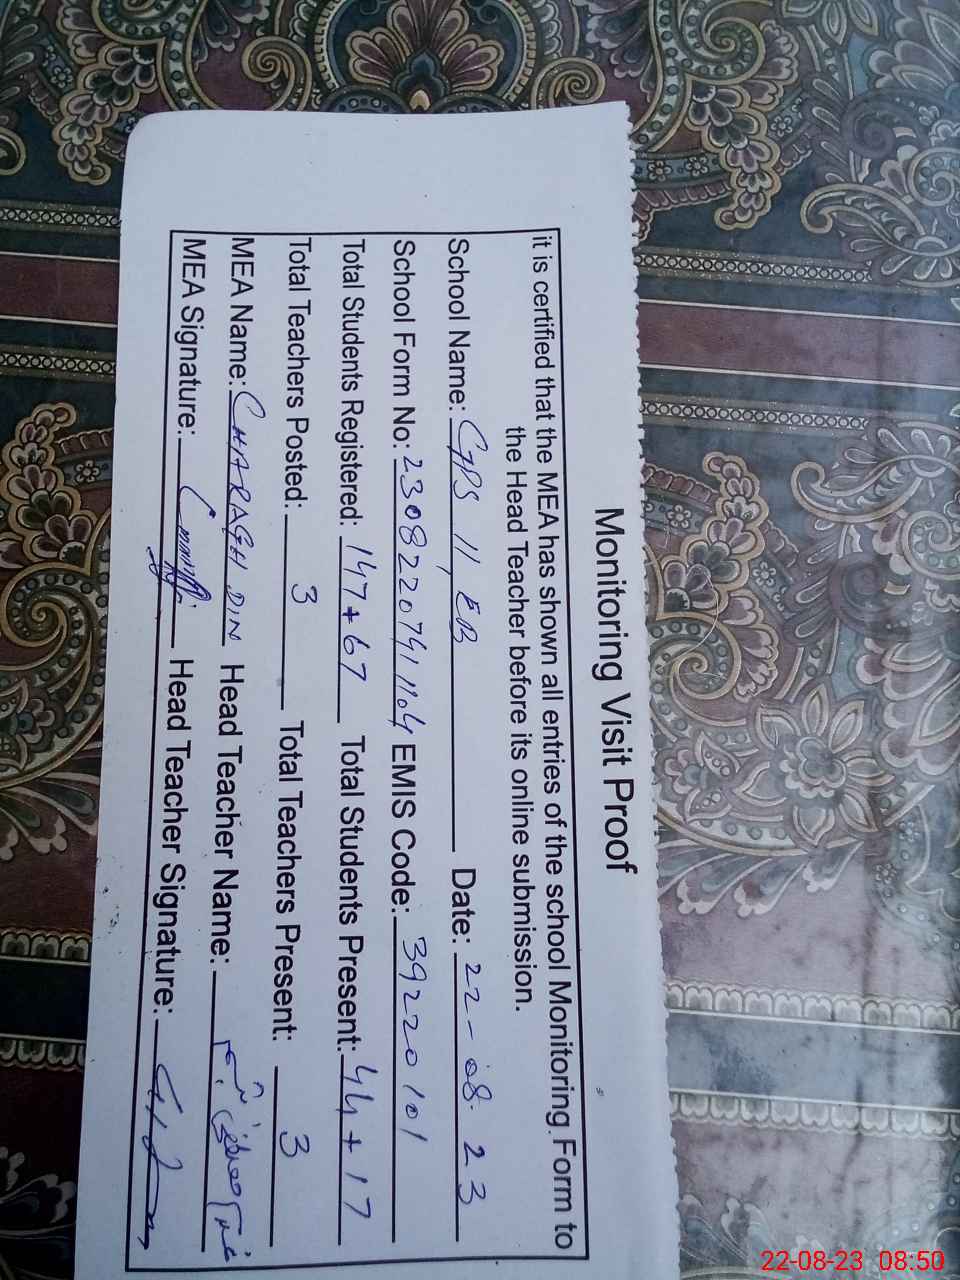 Monitoring Visit Proof
it is certified that the MEA has shown all entries of the school Monitoring Form to
the Head Teacher before its online submission.
School Name: GPS 11, EB Date: 22-08-23
School Form No: 2308220741104 EMIS Code: 39220101
Total Students Registered: 147+67 Total Students Present: 44+17
Total Teachers Posted: 3 Total Teachers Present: 3
MEA Name: CHARAGH DIN Head Teacher Name:
MEA Signature: Head Teacher Signature:
22-08-23 08:50